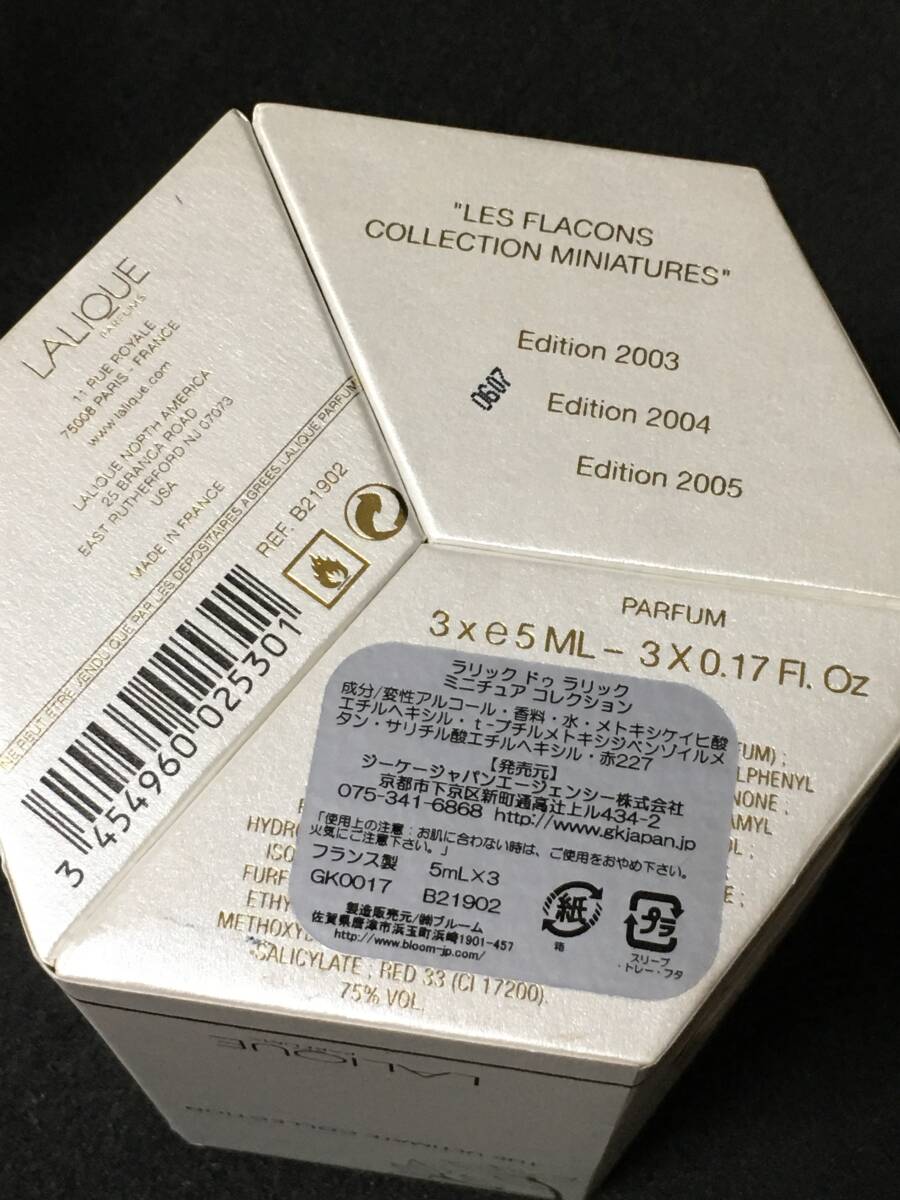 "LES FLACONS
COLLECTION MINIATURES"
Edition 2003
0607
Edition 2004
Edition 2005
LALIQUE
PARFUMS
11 RUE ROYALE
75008 PARIS - FRANCE
www.lalique.com
LALIQUE NORTH AMERICA
25 BRANCA ROAD
EAST RUTHERFORD NJ 07073
USA
MADE IN FRANCE
NE PEUT ÊTRE VENDU QUE PAR LES DÉPOSITAIRES AGRÉÉS LALIQUE PARFUM
REF. B21902
3 454960 025301
PARFUM
3 x e 5 ML – 3 X 0.17 Fl. Oz
ラリック ドゥ ラリック
ミニチュア コレクション
成分/変性アルコール・香料・水・メトキシケイヒ酸
エチルヘキシル・t-ブチルメトキシジベンゾイルメ
タン・サリチル酸エチルヘキシル・赤227
【発売元】
ジーケージャパンエージェンシー株式会社
京都市下京区新町通高辻上ル434-2
075-341-6868 http://www.gkjapan.jp
「使用上の注意:お肌に合わない時は、ご使用をおやめ下さい。
火気にご注意下さい。」
フランス製 5mL×3
GK0017 B21902
製造販売元/㈱ブルーム
佐賀県唐津市浜玉町浜崎1901-457
http://www.bloom-jp.com/
紙
箱
プラ
スリーブ
・トレー・フタ
SALICYLATE ; RED 33 (CI 17200).
75% VOL.
LALIQUE